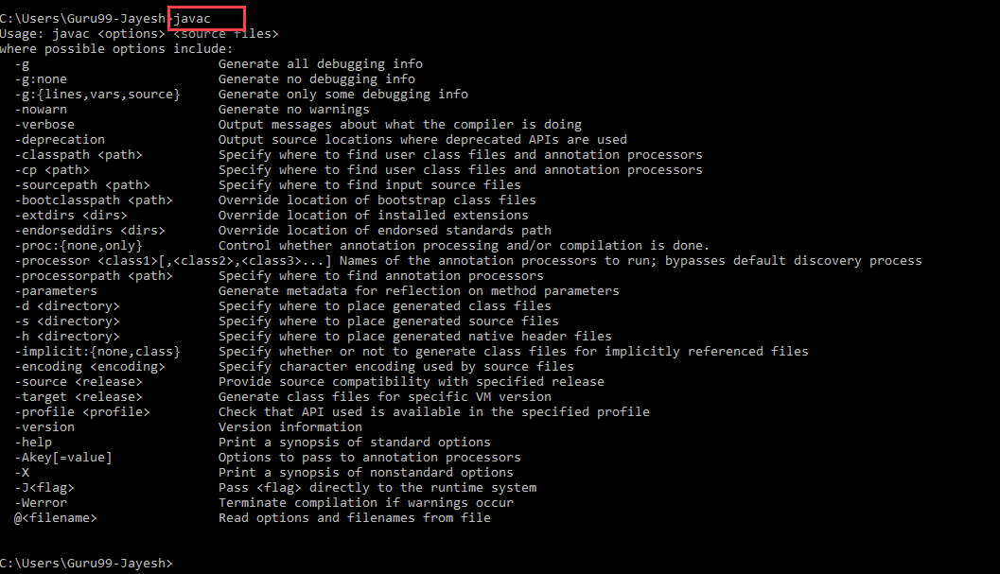 C:\Users\Guru99-Jayesh>javac
Usage: javac <options> <source files>
where possible options include:
  -g                         Generate all debugging info
  -g:none                    Generate no debugging info
  -g:{lines,vars,source}     Generate only some debugging info
  -nowarn                    Generate no warnings
  -verbose                   Output messages about what the compiler is doing
  -deprecation               Output source locations where deprecated APIs are used
  -classpath <path>          Specify where to find user class files and annotation processors
  -cp <path>                 Specify where to find user class files and annotation processors
  -sourcepath <path>         Specify where to find input source files
  -bootclasspath <path>      Override location of bootstrap class files
  -extdirs <dirs>            Override location of installed extensions
  -endorseddirs <dirs>       Override location of endorsed standards path
  -proc:{none,only}          Control whether annotation processing and/or compilation is done.
  -processor <class1>[,<class2>,<class3>...] Names of the annotation processors to run; bypasses default discovery process
  -processorpath <path>      Specify where to find annotation processors
  -parameters                Generate metadata for reflection on method parameters
  -d <directory>             Specify where to place generated class files
  -s <directory>             Specify where to place generated source files
  -h <directory>             Specify where to place generated native header files
  -implicit:{none,class}     Specify whether or not to generate class files for implicitly referenced files
  -encoding <encoding>       Specify character encoding used by source files
  -source <release>          Provide source compatibility with specified release
  -target <release>          Generate class files for specific VM version
  -profile <profile>         Check that API used is available in the specified profile
  -version                   Version information
  -help                      Print a synopsis of standard options
  -Akey[=value]              Options to pass to annotation processors
  -X                         Print a synopsis of nonstandard options
  -J<flag>                   Pass <flag> directly to the runtime system
  -Werror                    Terminate compilation if warnings occur
  @<filename>                Read options and filenames from file
C:\Users\Guru99-Jayesh>